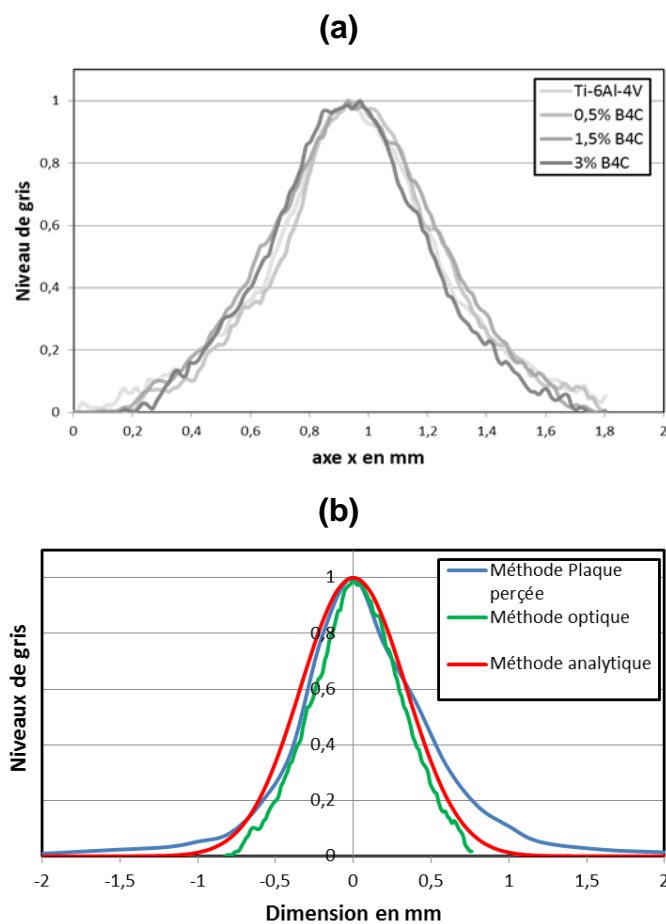 (a)
Ti-6Al-4V
0,5% B4C
1,5% B4C
3% B4C
Niveau de gris
1
0,8
0,6
0,4
0,2
0
0 0,2 0,4 0,6 0,8 1 1,2 1,4 1,6 1,8 2
axe x en mm
(b)
Méthode Plaque
perçée
Méthode optique
Méthode analytique
Niveaux de gris
1
0,8
0,6
0,4
0,2
0
-2 -1,5 -1 -0,5 0 0,5 1 1,5 2
Dimension en mm